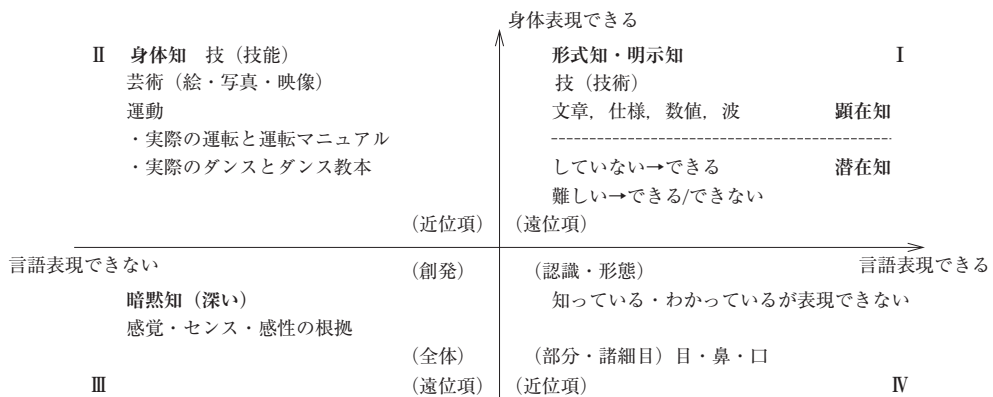 身体表現できる
Ⅱ 身体知 技（技能）
芸術（絵・写真・映像）
運動
・実際の運転と運転マニュアル
・実際のダンスとダンス教本
（近位項）
形式知・明示知 Ⅰ
技（技術）
文章，仕様，数値，波 顕在知
していない→できる 潜在知
難しい→できる/できない
（遠位項）
言語表現できない
言語表現できる
（創発）
暗黙知（深い）
感覚・センス・感性の根拠
（全体）
Ⅲ （遠位項）
（認識・形態）
知っている・わかっているが表現できない
（部分・諸細目）目・鼻・口
（近位項） Ⅳ